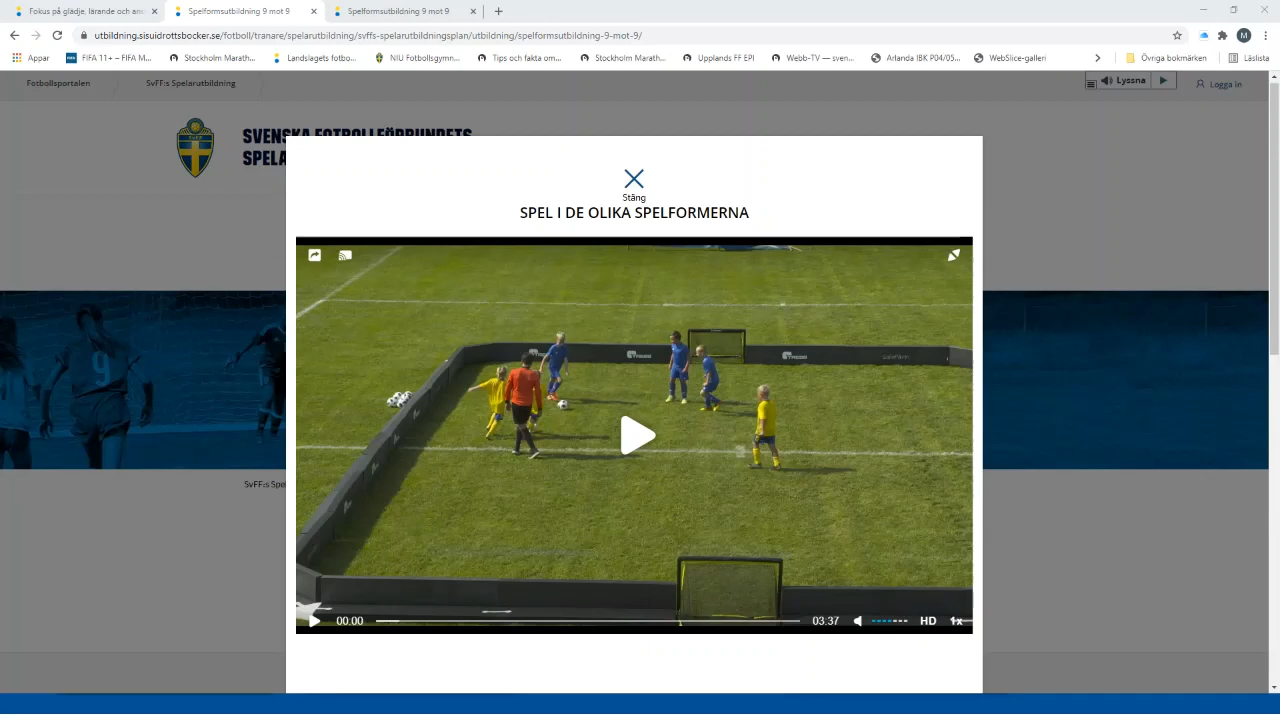 Fokus på glädje, lärande och an
Spelformsutbildning 9 mot 9
Spelformsutbildning 9 mot 9
utbildning.sisuidrottsbocker.se/fotboll/tranare/spelarutbildning/svffs-spelarutbildningsplan/utbildning/spelformsutbildning-9-mot-9/
M
Appar
FIFA 11+ – FIFA M...
Stockholm Marath...
Landslagets fotbo...
NIU Fotbollsgymn...
Tips och fakta om...
Stockholm Marath...
Upplands FF EPI
Webb-TV — sven...
Arlanda IBK P04/05...
WebSlice-galleri
Övriga bokmärken
Läslista
Fotbollsportalen
SvFF:s Spelarutbildning
Lyssna
Logga in
SVENSKA FOTBOLLFÖRBUNDETS
SPELA
Stäng
SPEL I DE OLIKA SPELFORMERNA
9
SvFF:s Spe
00.00
03:37
HD
1x